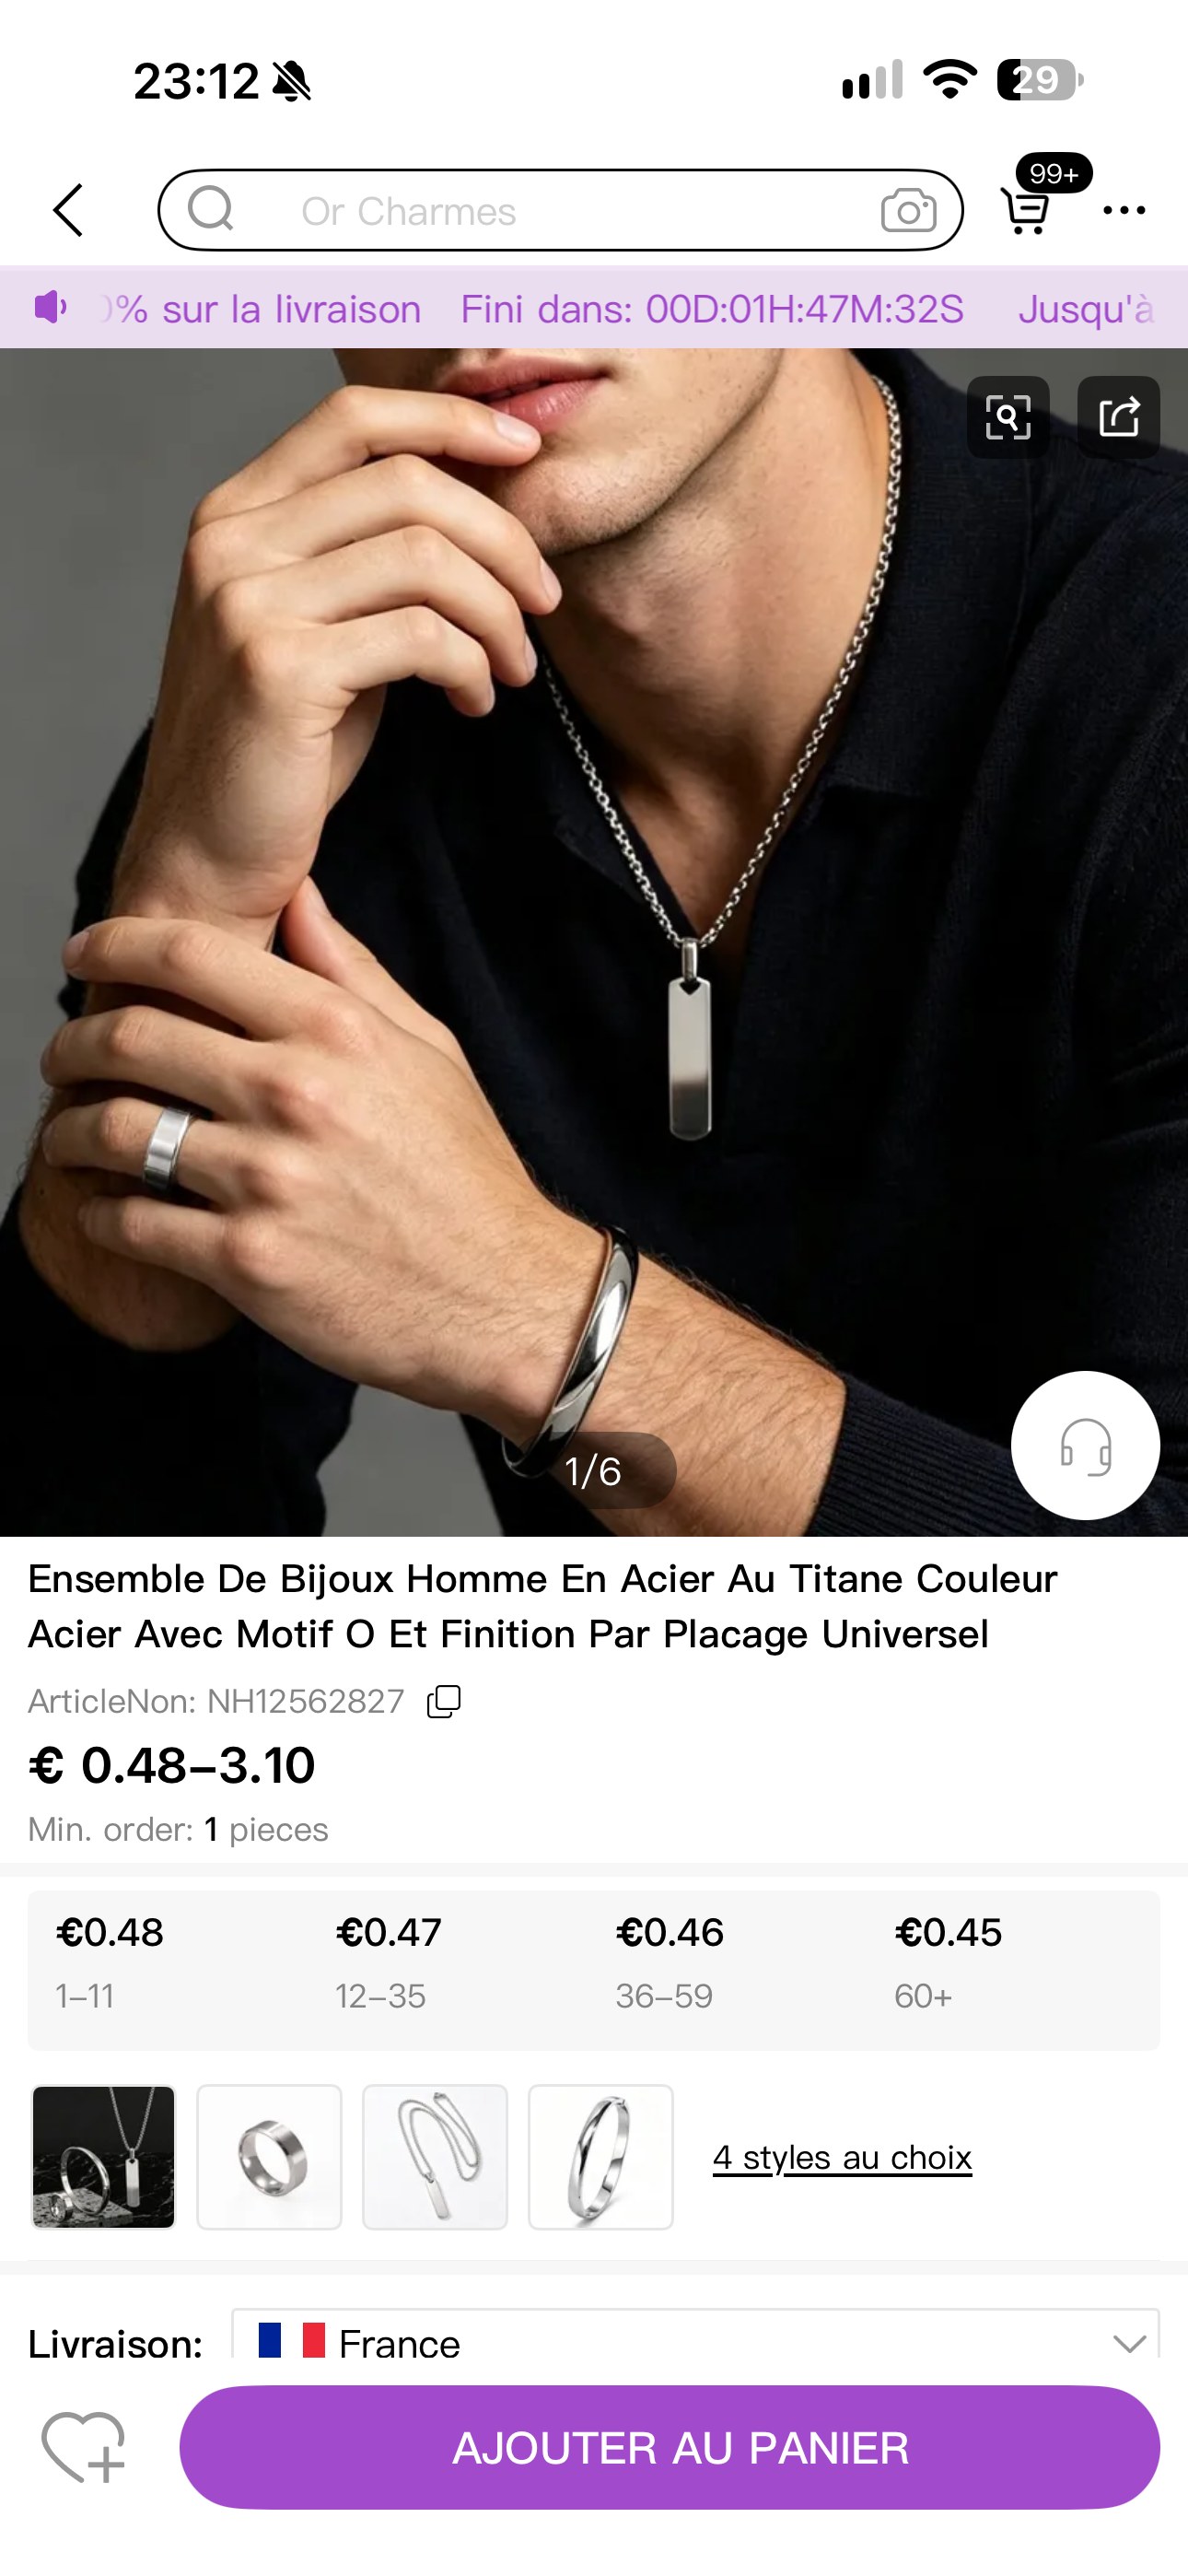 23:12
29
Or Charmes
99+
% sur la livraison Fini dans: 00D:01H:47M:32S Jusqu'à
1/6
Ensemble De Bijoux Homme En Acier Au Titane Couleur
Acier Avec Motif O Et Finition Par Placage Universel
ArticleNon: NH12562827
€ 0.48–3.10
Min. order: 1 pieces
€0.48 €0.47 €0.46 €0.45
1–11 12–35 36–59 60+
4 styles au choix
Livraison: France
AJOUTER AU PANIER